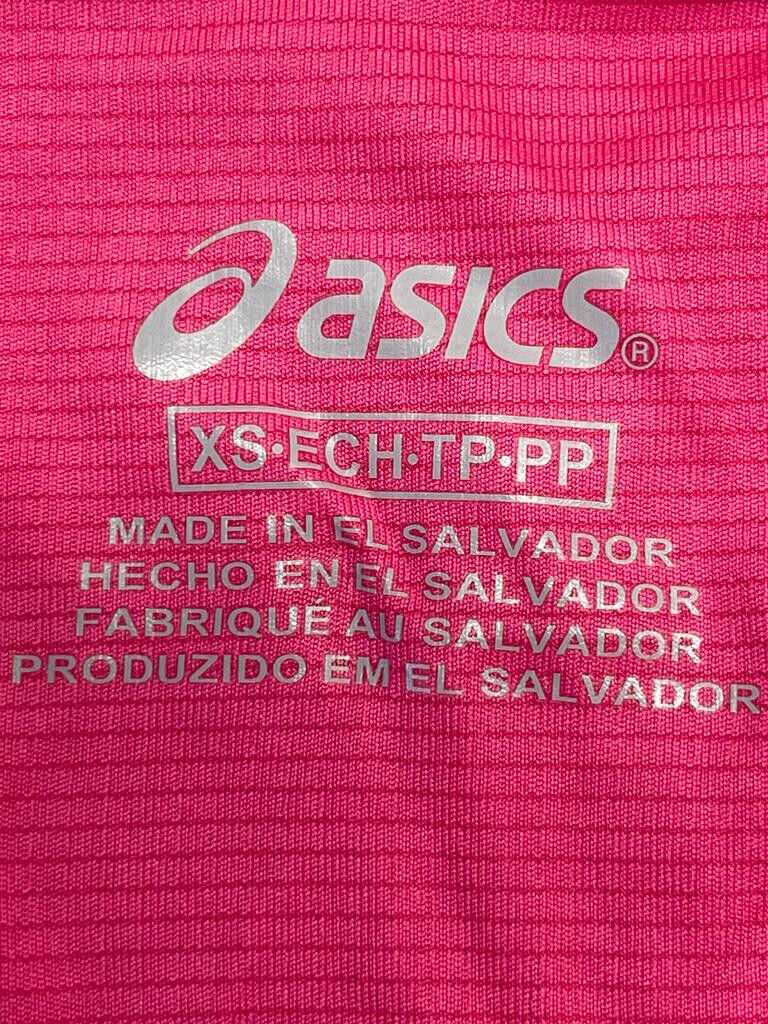 asics®
XS·ECH·TP·PP
MADE IN EL SALVADOR
HECHO EN EL SALVADOR
FABRIQUÉ AU SALVADOR
PRODUZIDO EM EL SALVADOR